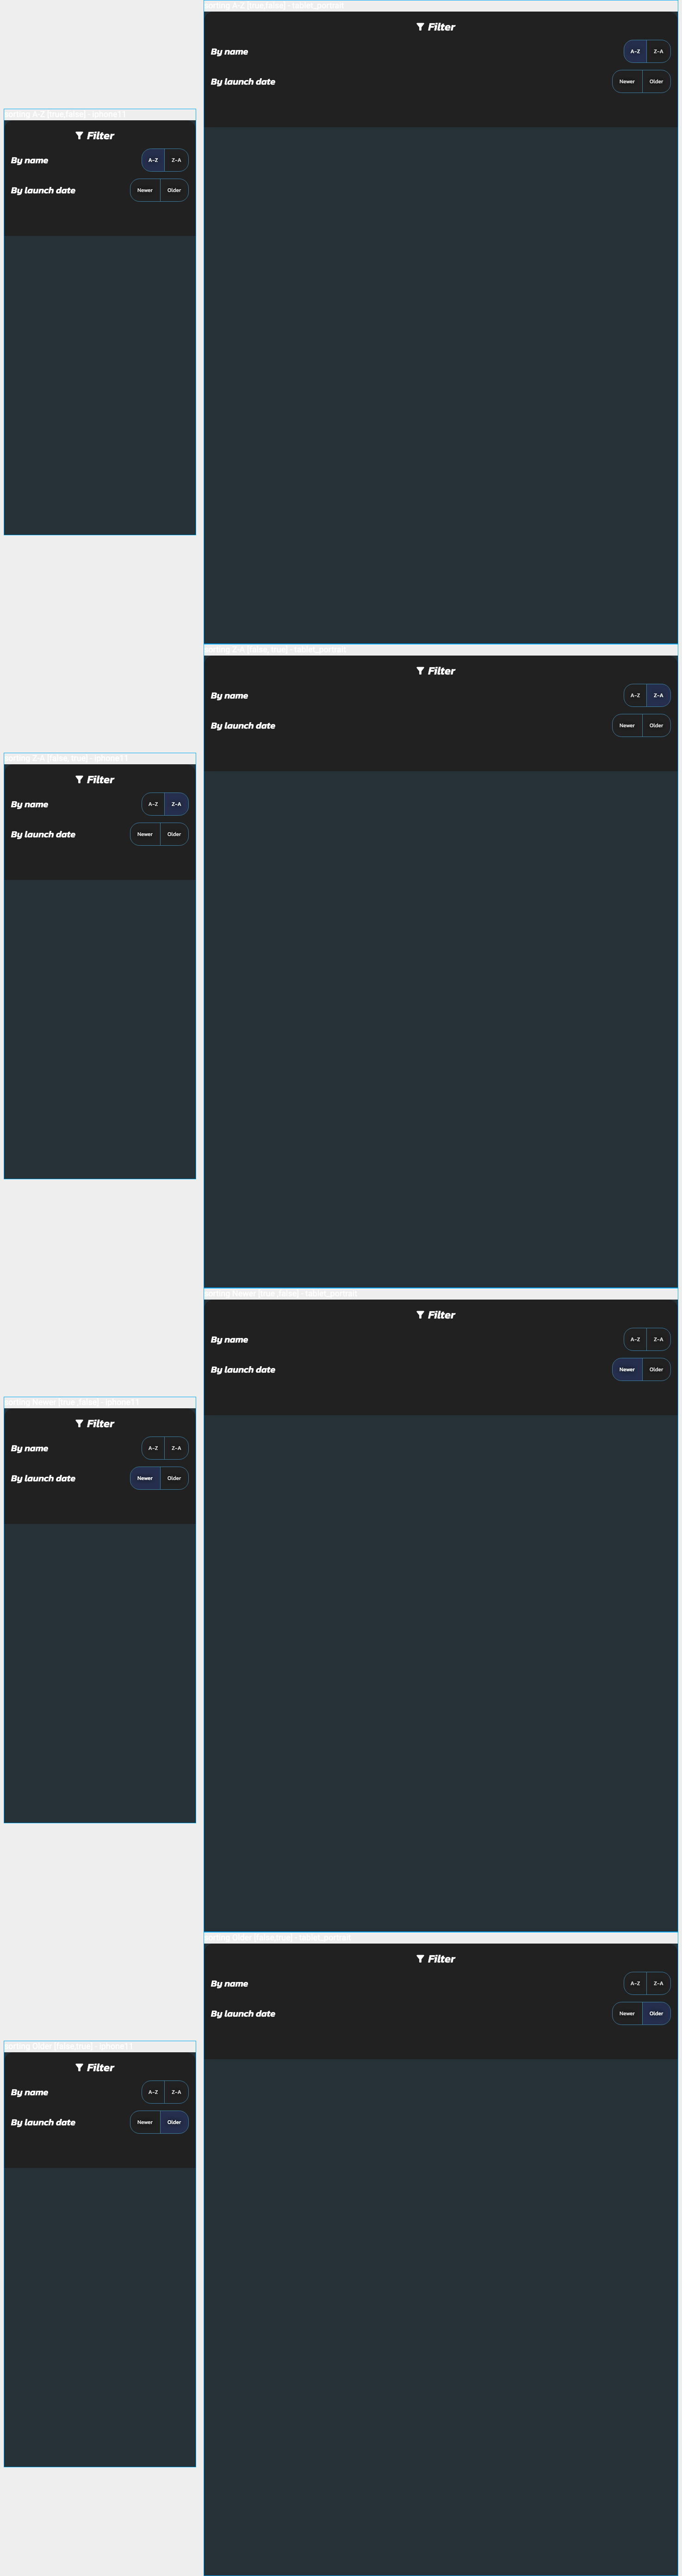 sorting A-Z [true,false] - tablet_portrait
Filter
By name
A-Z
Z-A
By launch date
Newer
Older
sorting A-Z [true,false] - iphone11
Filter
By name
A-Z
Z-A
By launch date
Newer
Older
sorting Z-A [false, true] - tablet_portrait
Filter
By name
A-Z
Z-A
By launch date
Newer
Older
sorting Z-A [false, true] - iphone11
Filter
By name
A-Z
Z-A
By launch date
Newer
Older
sorting Newer [true, false] - tablet_portrait
Filter
By name
A-Z
Z-A
By launch date
Newer
Older
sorting Newer [true, false] - iphone11
Filter
By name
A-Z
Z-A
By launch date
Newer
Older
sorting Older [false,true] - tablet_portrait
Filter
By name
A-Z
Z-A
By launch date
Newer
Older
sorting Older [false,true] - iphone11
Filter
By name
A-Z
Z-A
By launch date
Newer
Older